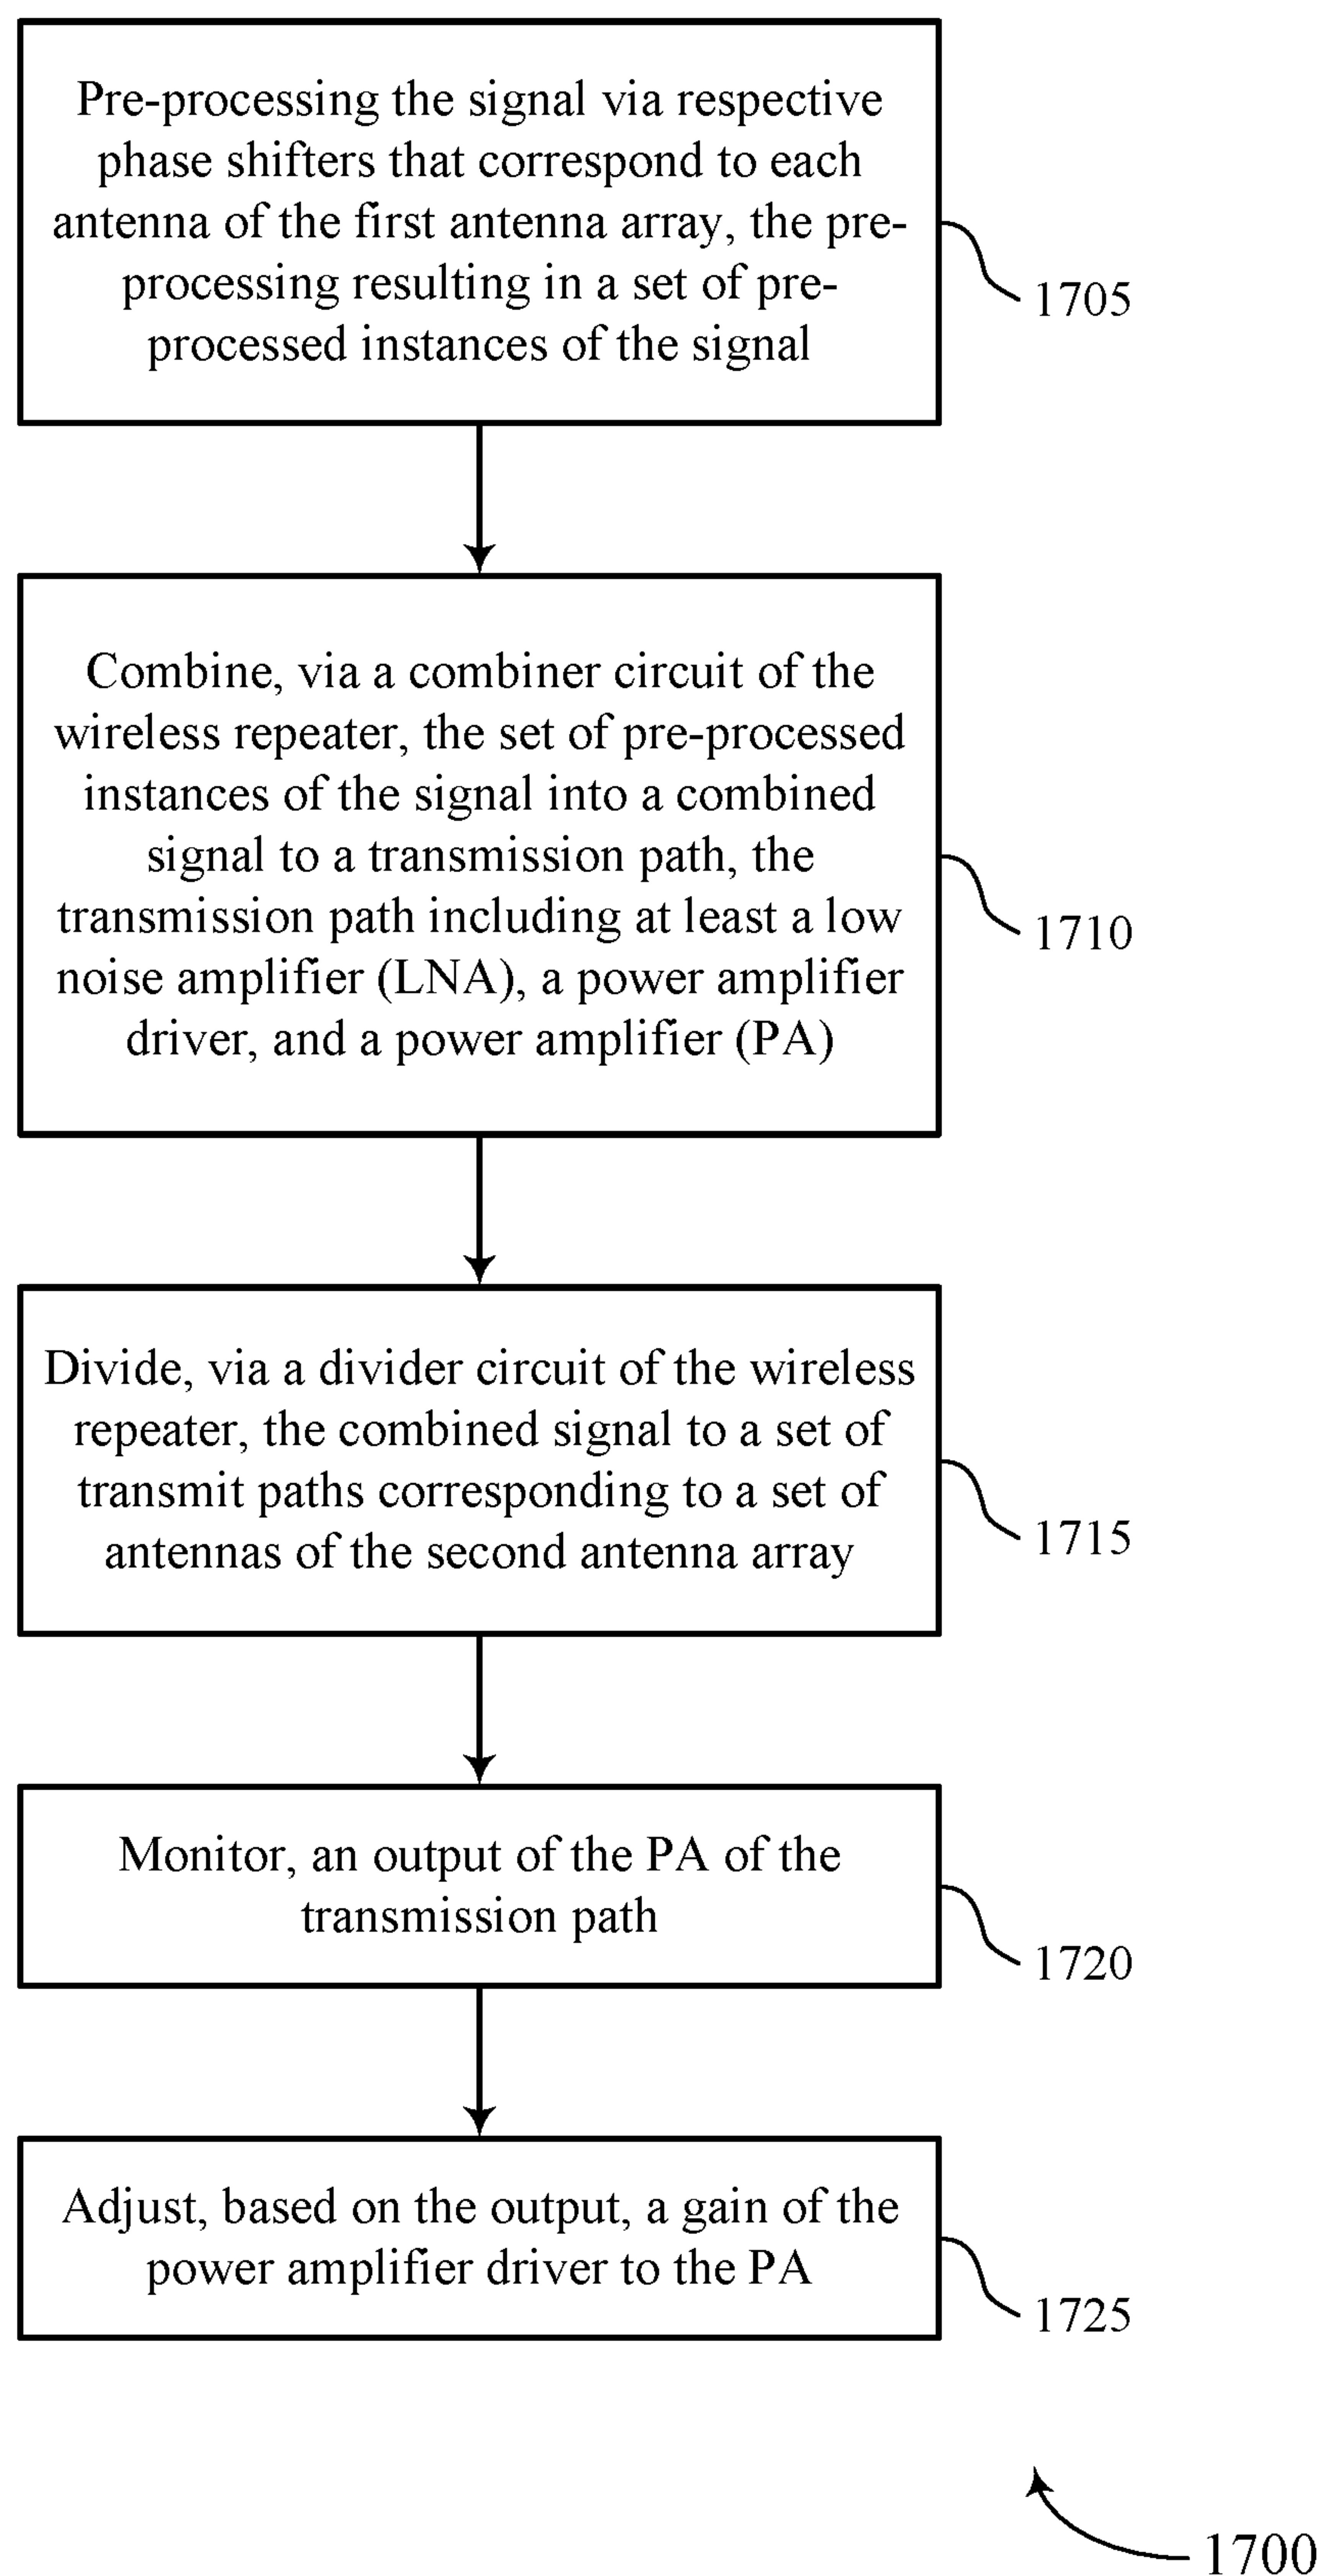 Pre-processing the signal via respective
phase shifters that correspond to each
antenna of the first antenna array, the pre-
processing resulting in a set of pre-
processed instances of the signal
1705
Combine, via a combiner circuit of the
wireless repeater, the set of pre-processed
instances of the signal into a combined
signal to a transmission path, the
transmission path including at least a low
noise amplifier (LNA), a power amplifier
driver, and a power amplifier (PA)
1710
Divide, via a divider circuit of the wireless
repeater, the combined signal to a set of
transmit paths corresponding to a set of
antennas of the second antenna array
1715
Monitor, an output of the PA of the
transmission path
1720
Adjust, based on the output, a gain of the
power amplifier driver to the PA
1725
1700